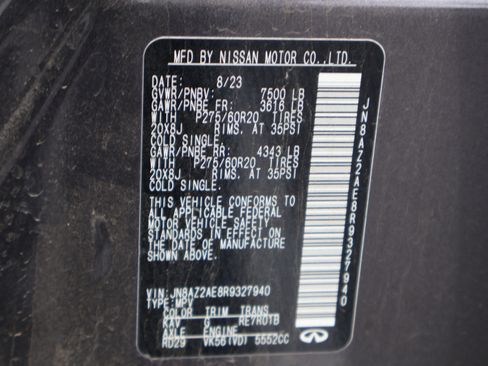 MFD BY NISSAN MOTOR CO.,LTD.
DATE: 8/23
GVWR/PNBV: 7500 LB
GAWR/PNBE FR: 3616 LB
WITH P275/60R20 TIRES
20X8J RIMS. AT 35PSI
COLD SINGLE.
GAWR/PNBE RR: 4343 LB
WITH P275/60R20 TIRES
20X8J RIMS. AT 35PSI
COLD SINGLE.
THIS VEHICLE CONFORMS TO
ALL APPLICABLE FEDERAL
MOTOR VEHICLE SAFETY
STANDARDS IN EFFECT ON
THE DATE OF MANUFACTURE
SHOWN ABOVE.
VIN: JN8AZ2AE8R9327940
TYPE: MPV
COLOR TRIM TRANS
KAV G RE7R01B
AXLE ENGINE
RD29 VK56(VD) 5552CC
JN8AZ2AE8R9327940